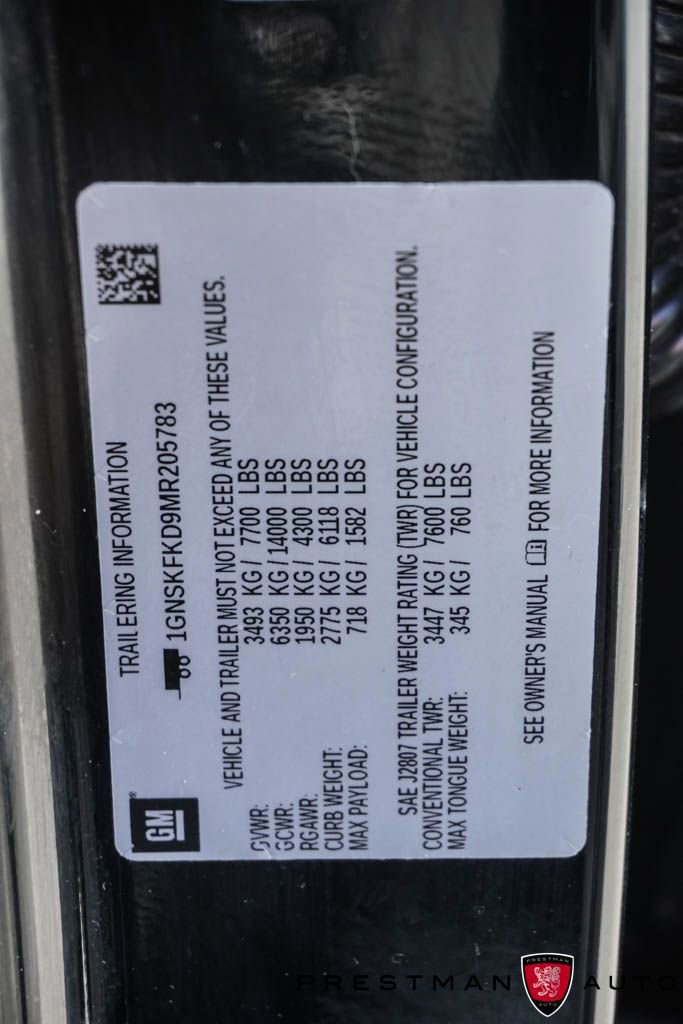 GM
TRAILERING INFORMATION
1GNSKFKD9MR205783
VEHICLE AND TRAILER MUST NOT EXCEED ANY OF THESE VALUES.
GVWR: 3493 KG / 7700 LBS
GCWR: 6350 KG / 14000 LBS
RGAWR: 1950 KG / 4300 LBS
CURB WEIGHT: 2775 KG / 6118 LBS
MAX PAYLOAD: 718 KG / 1582 LBS
SAE J2807 TRAILER WEIGHT RATING (TWR) FOR VEHICLE CONFIGURATION.
CONVENTIONAL TWR: 3447 KG / 7600 LBS
MAX TONGUE WEIGHT: 345 KG / 760 LBS
SEE OWNER'S MANUAL FOR MORE INFORMATION
PRESTMAN AUTO
PRESTMAN
AUTO